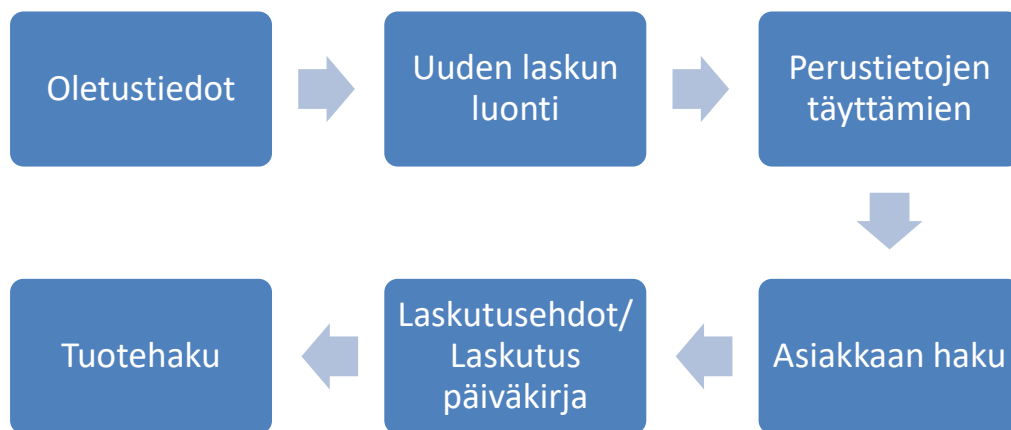 Oletustiedot
Uuden laskun
luonti
Perustietojen
täyttämien
Asiakkaan haku
Laskutusehdot/
Laskutus
päiväkirja
Tuotehaku